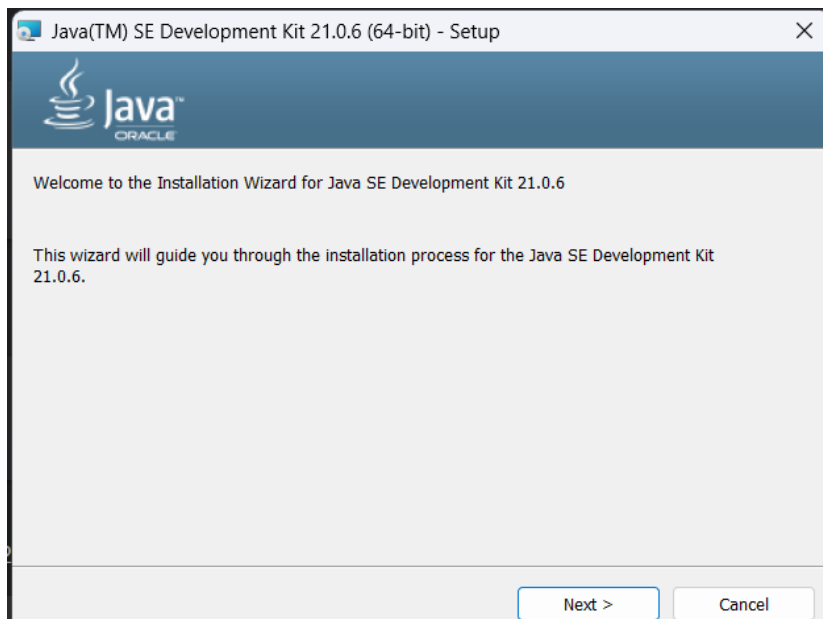 Java(TM) SE Development Kit 21.0.6 (64-bit) - Setup
Java™
ORACLE
Welcome to the Installation Wizard for Java SE Development Kit 21.0.6
This wizard will guide you through the installation process for the Java SE Development Kit
21.0.6.
Next >
Cancel